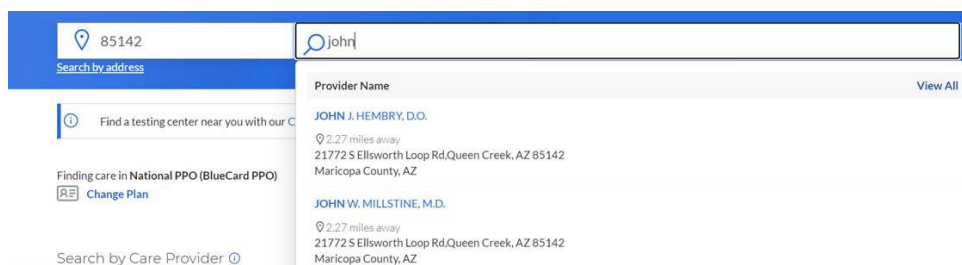 85142
john
Search by address
Provider Name
View All
JOHN J. HEMBRY, D.O.
2.27 miles away
21772 S Ellsworth Loop Rd,Queen Creek, AZ 85142
Maricopa County, AZ
JOHN W. MILLSTINE, M.D.
2.27 miles away
21772 S Ellsworth Loop Rd,Queen Creek, AZ 85142
Maricopa County, AZ
Find a testing center near you with our C
Finding care in National PPO (BlueCard PPO)
Change Plan
Search by Care Provider